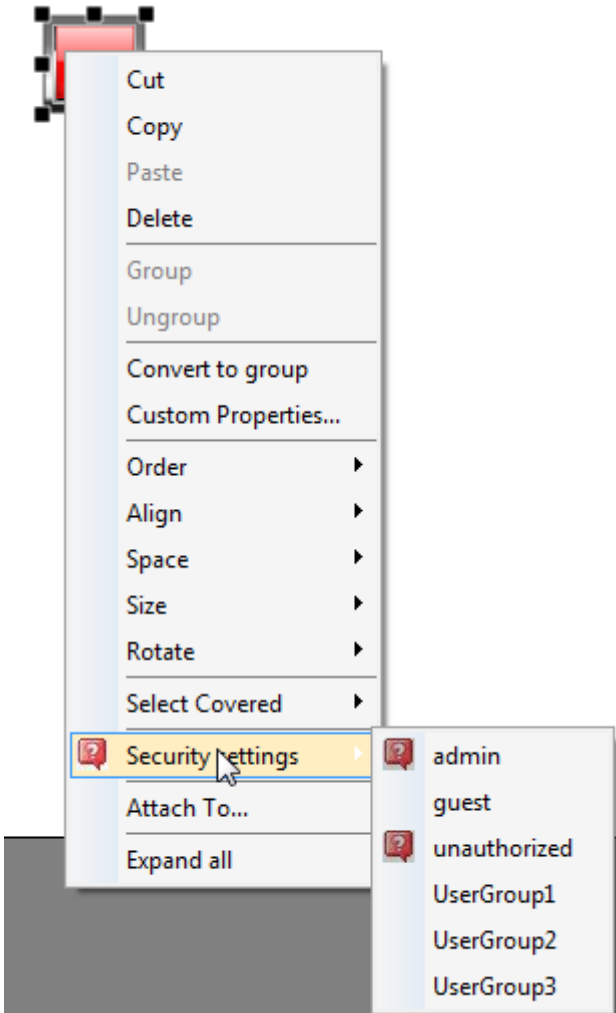 Cut
Copy
Paste
Delete
Group
Ungroup
Convert to group
Custom Properties...
Order
Align
Space
Size
Rotate
Select Covered
Security settings
Attach To...
Expand all
admin
guest
unauthorized
UserGroup1
UserGroup2
UserGroup3